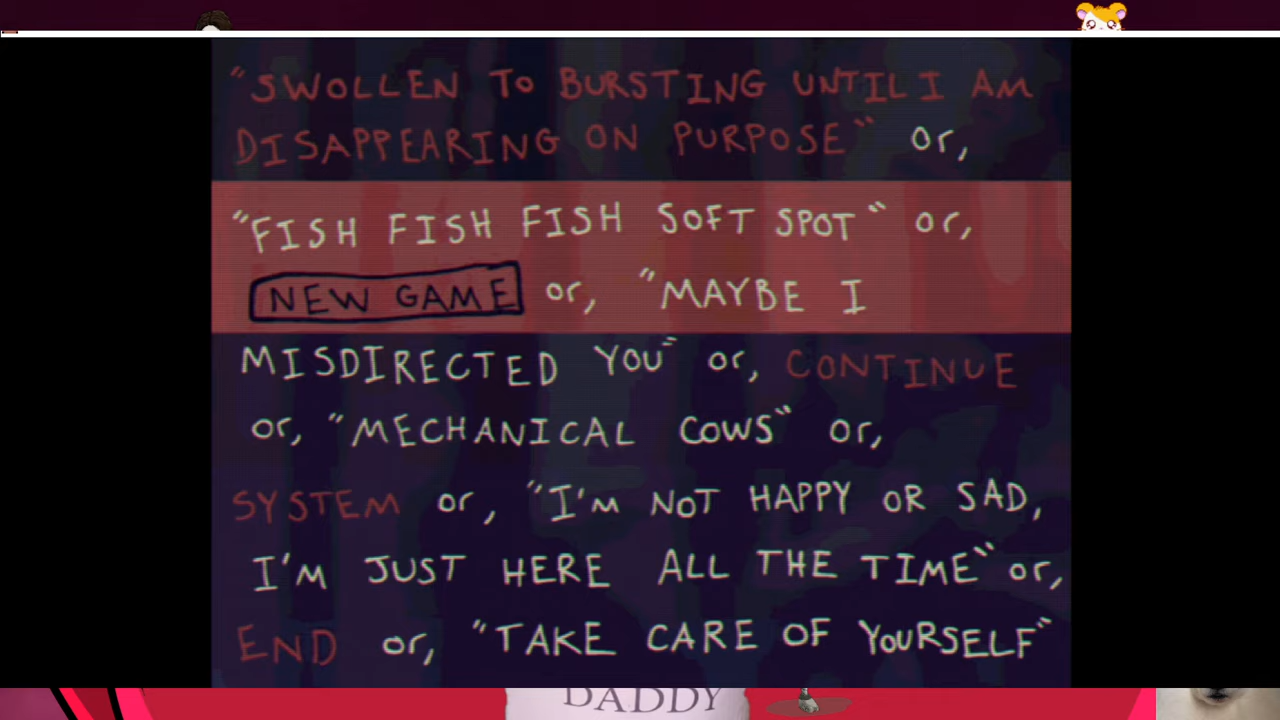 "SWOLLEN TO BURSTING UNTIL I AM
DISAPPEARING ON PURPOSE" or,
"FISH FISH FISH SOFT SPOT" or,
NEW GAME or, "MAYBE I
MISDIRECTED YOU" or, CONTINUE
or, "MECHANICAL COWS" or,
SYSTEM or, "I'M NOT HAPPY OR SAD,
I'M JUST HERE ALL THE TIME" or,
END or, "TAKE CARE OF YOURSELF"
DADDY